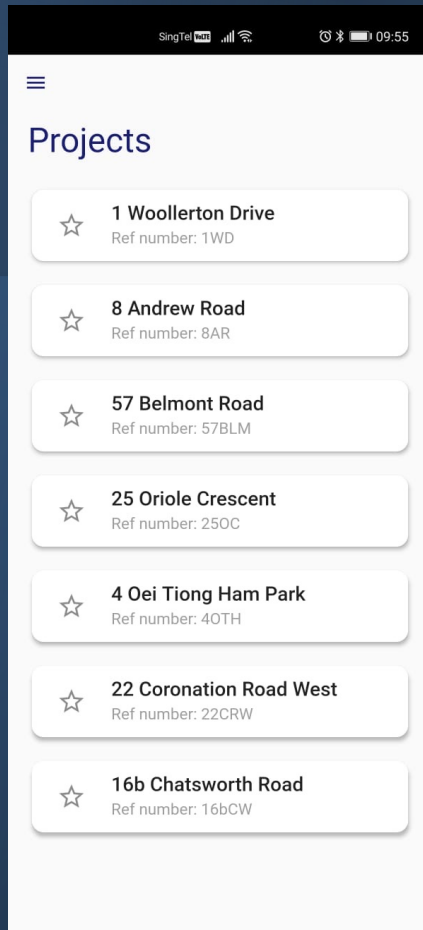 SingTel VoLTE 09:55
Projects
1 Woollerton Drive
Ref number: 1WD
8 Andrew Road
Ref number: 8AR
57 Belmont Road
Ref number: 57BLM
25 Oriole Crescent
Ref number: 25OC
4 Oei Tiong Ham Park
Ref number: 4OTH
22 Coronation Road West
Ref number: 22CRW
16b Chatsworth Road
Ref number: 16bCW